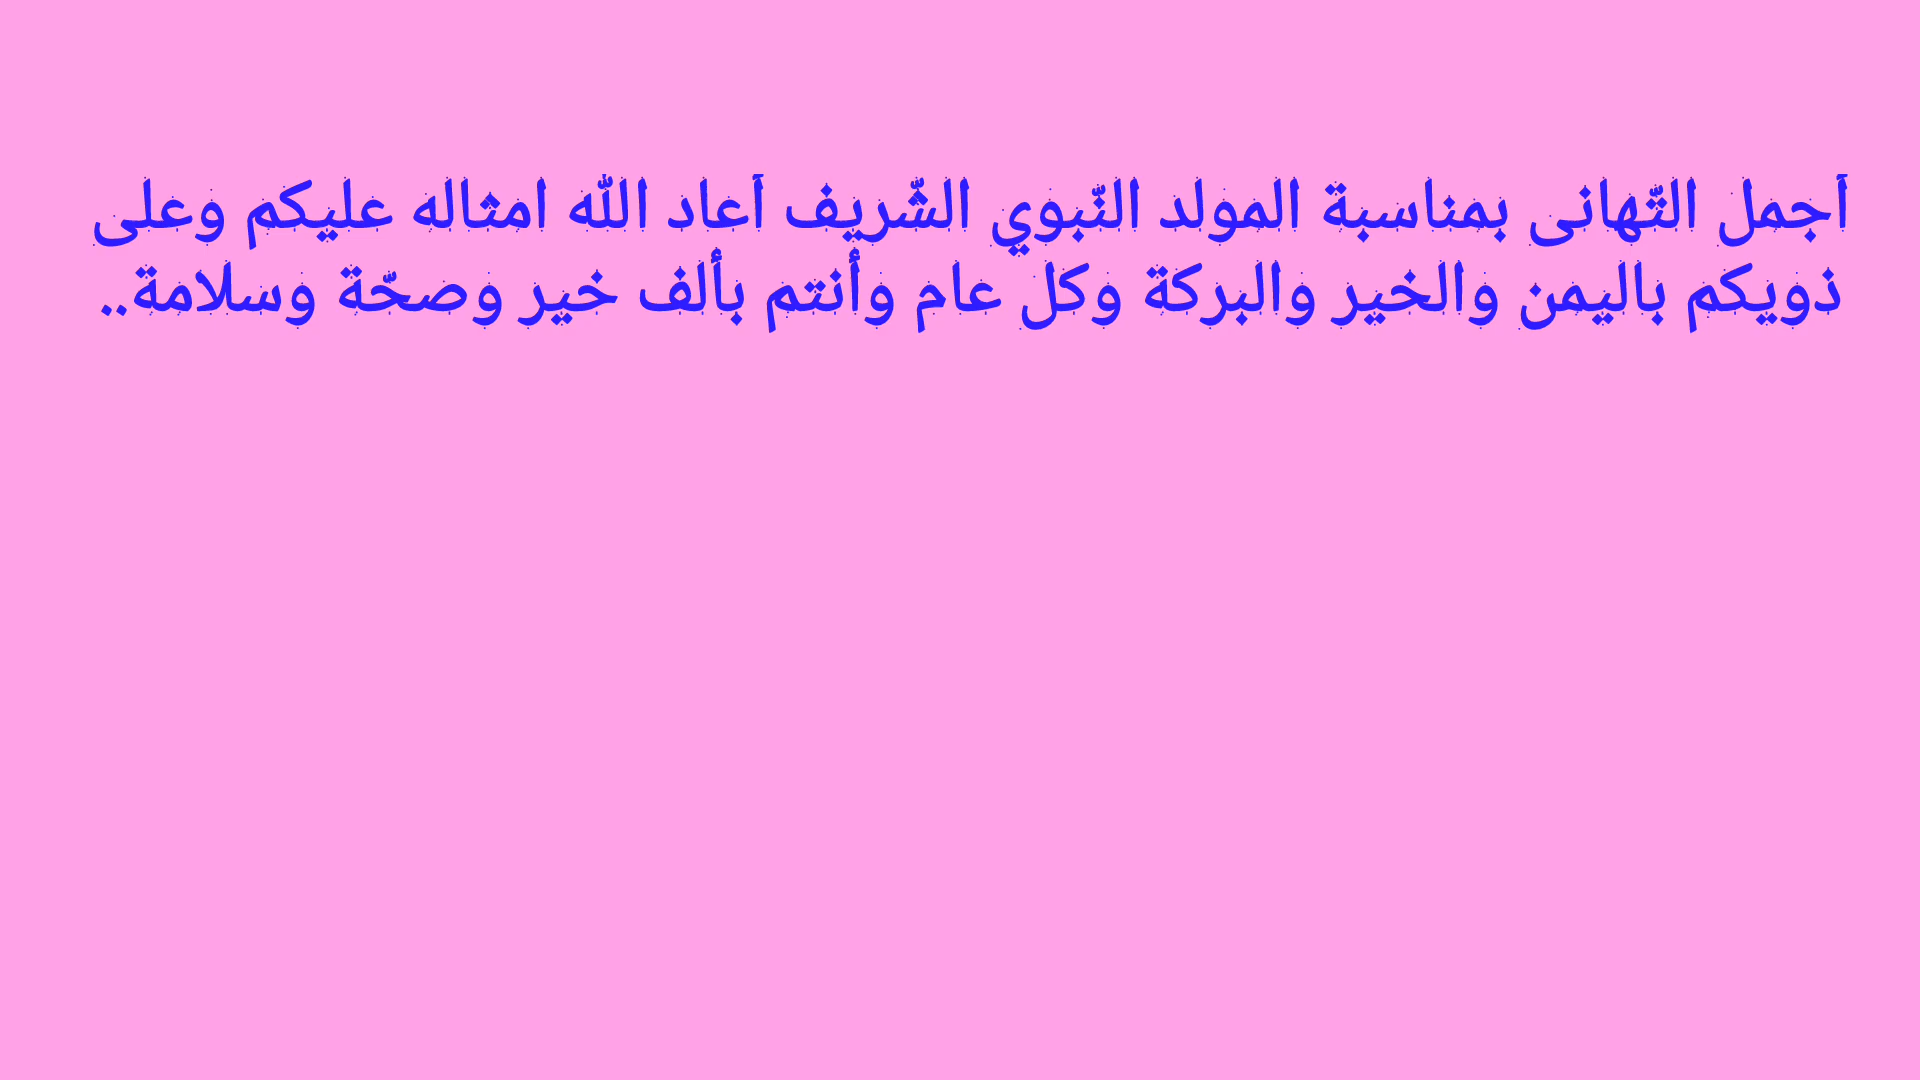 أجمل التّهانى بمناسبة المولد النّبوي الشّريف أعاد الله امثاله عليكم وعلى
ذويكم باليمن والخير والبركة وكل عام وأنتم بألف خير وصحّة وسلامة..